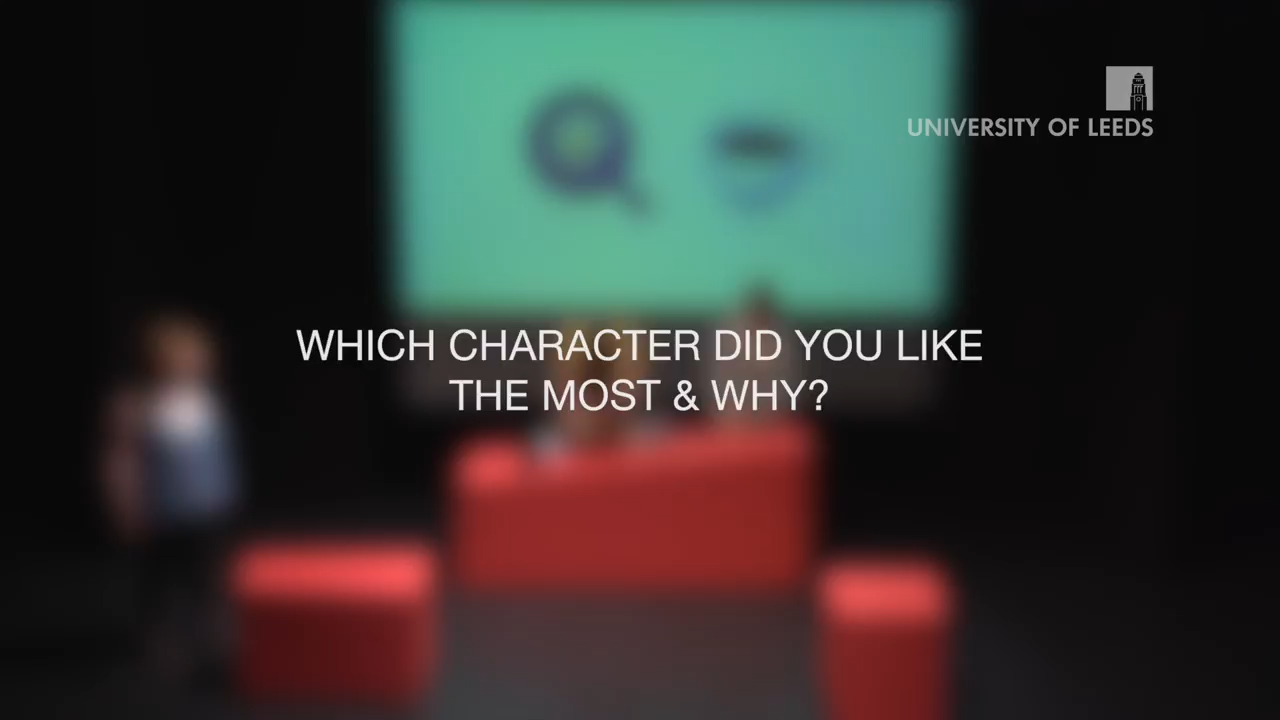 UNIVERSITY OF LEEDS
WHICH CHARACTER DID YOU LIKE
THE MOST & WHY?